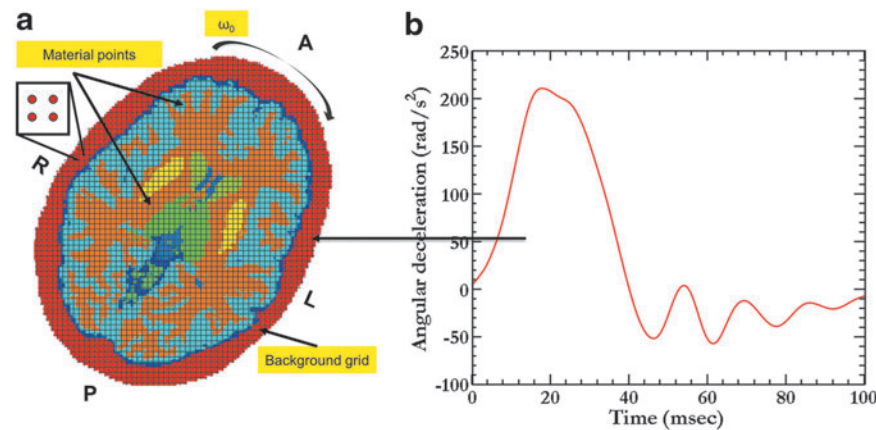 a
ω₀
A
Material points
R
L
Background grid
P
b
Angular deceleration (rad/s²)
250
200
150
100
50
0
-50
-100
0
20
40
60
80
100
Time (msec)